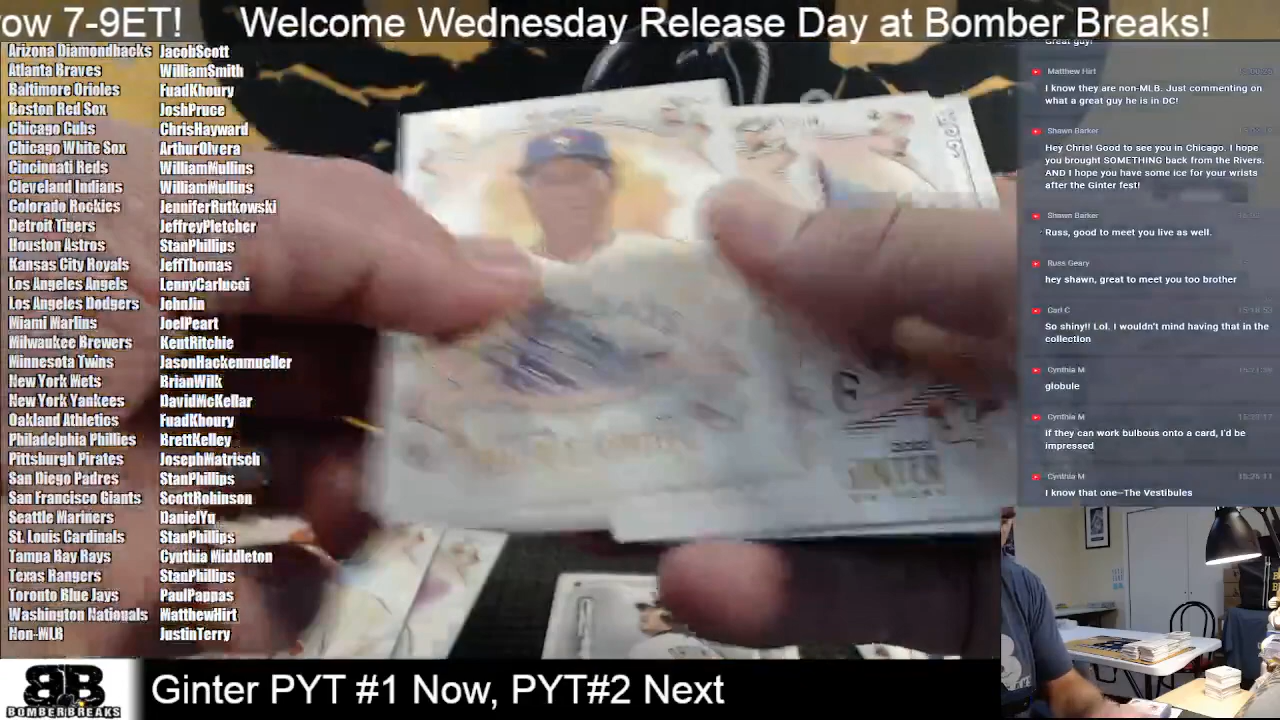 ow 7-9ET! Welcome Wednesday Release Day at Bomber Breaks!
Arizona Diamondbacks JacobScott
Atlanta Braves WilliamSmith
Baltimore Orioles FuadKhoury
Boston Red Sox JoshPruce
Chicago Cubs ChrisHayward
Chicago White Sox ArthurOlvera
Cincinnati Reds WilliamMullins
Cleveland Indians WilliamMullins
Colorado Rockies JenniferRutkowski
Detroit Tigers JeffreyPletcher
Houston Astros StanPhillips
Kansas City Royals JeffThomas
Los Angeles Angels LennyCarlucci
Los Angeles Dodgers JohnJin
Miami Marlins JoelPeart
Milwaukee Brewers KentRitchie
Minnesota Twins JasonHackenmueller
New York Mets BrianWilk
New York Yankees DavidMcKellar
Oakland Athletics FuadKhoury
Philadelphia Phillies BrettKelley
Pittsburgh Pirates JosephMatrisch
San Diego Padres StanPhillips
San Francisco Giants ScottRobinson
Seattle Mariners DanielYu
St. Louis Cardinals StanPhillips
Tampa Bay Rays Cynthia Middleton
Texas Rangers StanPhillips
Toronto Blue Jays PaulPappas
Washington Nationals MatthewHirt
Non-MLB JustinTerry
Great guy!
Matthew Hirt
I know they are non-MLB. Just commenting on
what a great guy he is in DC!
Shawn Barker
Hey Chris! Good to see you in Chicago. I hope
you brought SOMETHING back from the Rivers.
AND I hope you have some ice for your wrists
after the Ginter fest!
Shawn Barker
Russ, good to meet you live as well.
Russ Geary
hey shawn, great to meet you too brother
Carl C
So shiny!! Lol. I wouldn't mind having that in the
collection
Cynthia M
globule
Cynthia M
if they can work bulbous onto a card, I'd be
impressed
Cynthia M
I know that one—The Vestibules
BB
BOMBERBREAKS
Ginter PYT #1 Now, PYT#2 Next